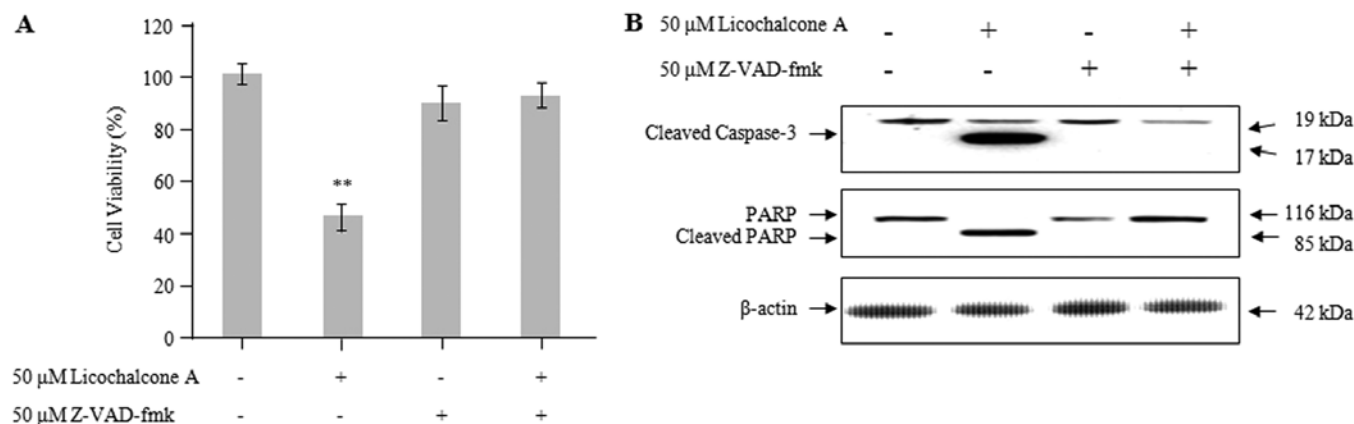 A
120
100
80
60
40
20
0
Cell Viability (%)
**
50 μM Licochalcone A - + - +
50 μM Z-VAD-fmk - - + +
B
50 μM Licochalcone A - + - +
50 μM Z-VAD-fmk - - + +
Cleaved Caspase-3
19 kDa
17 kDa
PARP
116 kDa
Cleaved PARP
85 kDa
β-actin
42 kDa